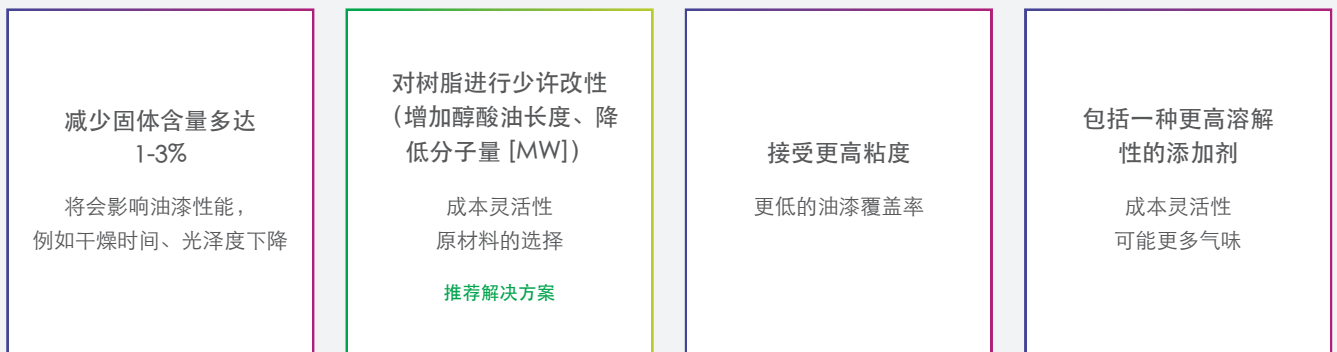 减少固体含量多达
1-3%
将会影响油漆性能，
例如干燥时间、光泽度下降
对树脂进行少许改性
（增加醇酸油长度、降
低分子量 [MW]）
成本灵活性
原材料的选择
推荐解决方案
接受更高粘度
更低的油漆覆盖率
包括一种更高溶解
性的添加剂
成本灵活性
可能更多气味